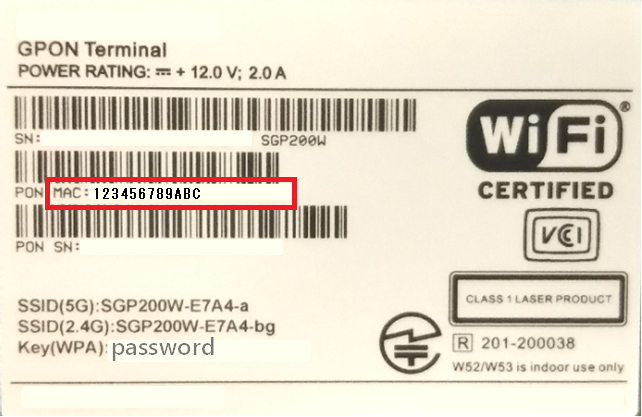 GPON Terminal
POWER RATING: ⎓ + 12.0 V; 2.0 A
SN: SGP200W
PON MAC:123456789ABC
PON SN:
WiFi®
CERTIFIED
VCCI
CLASS 1 LASER PRODUCT
SSID(5G):SGP200W-E7A4-a
SSID(2.4G):SGP200W-E7A4-bg
Key(WPA): password
R 201-200038
W52/W53 is indoor use only